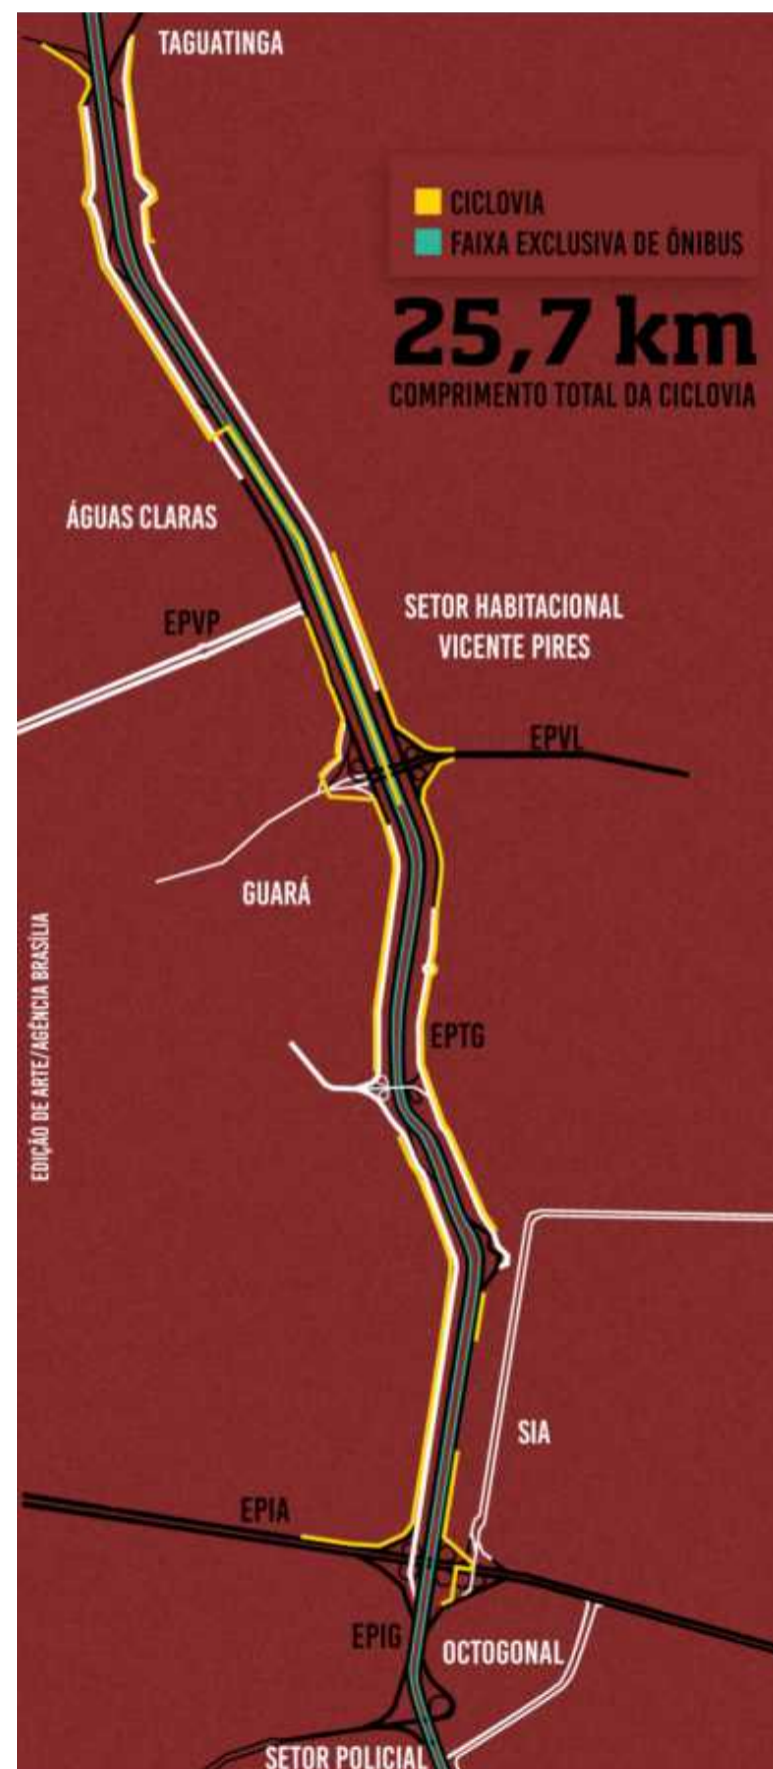 TAGUATINGA
CICLOVIA
FAIXA EXCLUSIVA DE ÔNIBUS
25,7 km
COMPRIMENTO TOTAL DA CICLOVIA
ÁGUAS CLARAS
SETOR HABITACIONAL
VICENTE PIRES
EPVP
EPVL
GUARÁ
EDIÇÃO DE ARTE/AGÊNCIA BRASÍLIA
EPTG
SIA
EPIA
EPIG
OCTOGONAL
SETOR POLICIAL